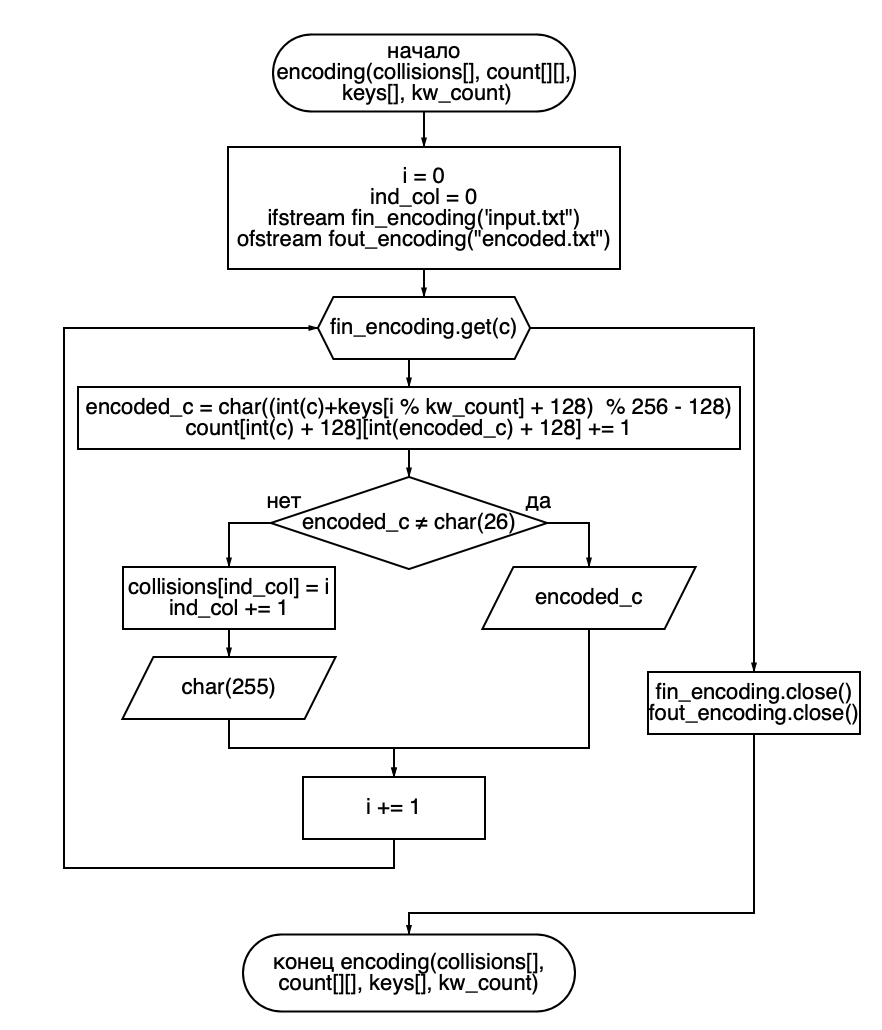 начало
encoding(collisions[], count[][],
keys[], kw_count)
i = 0
ind_col = 0
ifstream fin_encoding('input.txt")
ofstream fout_encoding("encoded.txt")
fin_encoding.get(c)
encoded_c = char((int(c)+keys[i % kw_count] + 128)  % 256 - 128)
count[int(c) + 128][int(encoded_c) + 128] += 1
нет
да
encoded_c ≠ char(26)
collisions[ind_col] = i
ind_col += 1
encoded_c
char(255)
fin_encoding.close()
fout_encoding.close()
i += 1
конец encoding(collisions[],
count[][], keys[], kw_count)